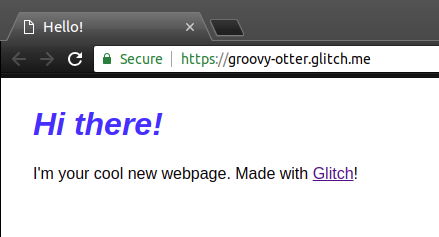 Hello!
Secure https://groovy-otter.glitch.me
Hi there!
I'm your cool new webpage. Made with Glitch!